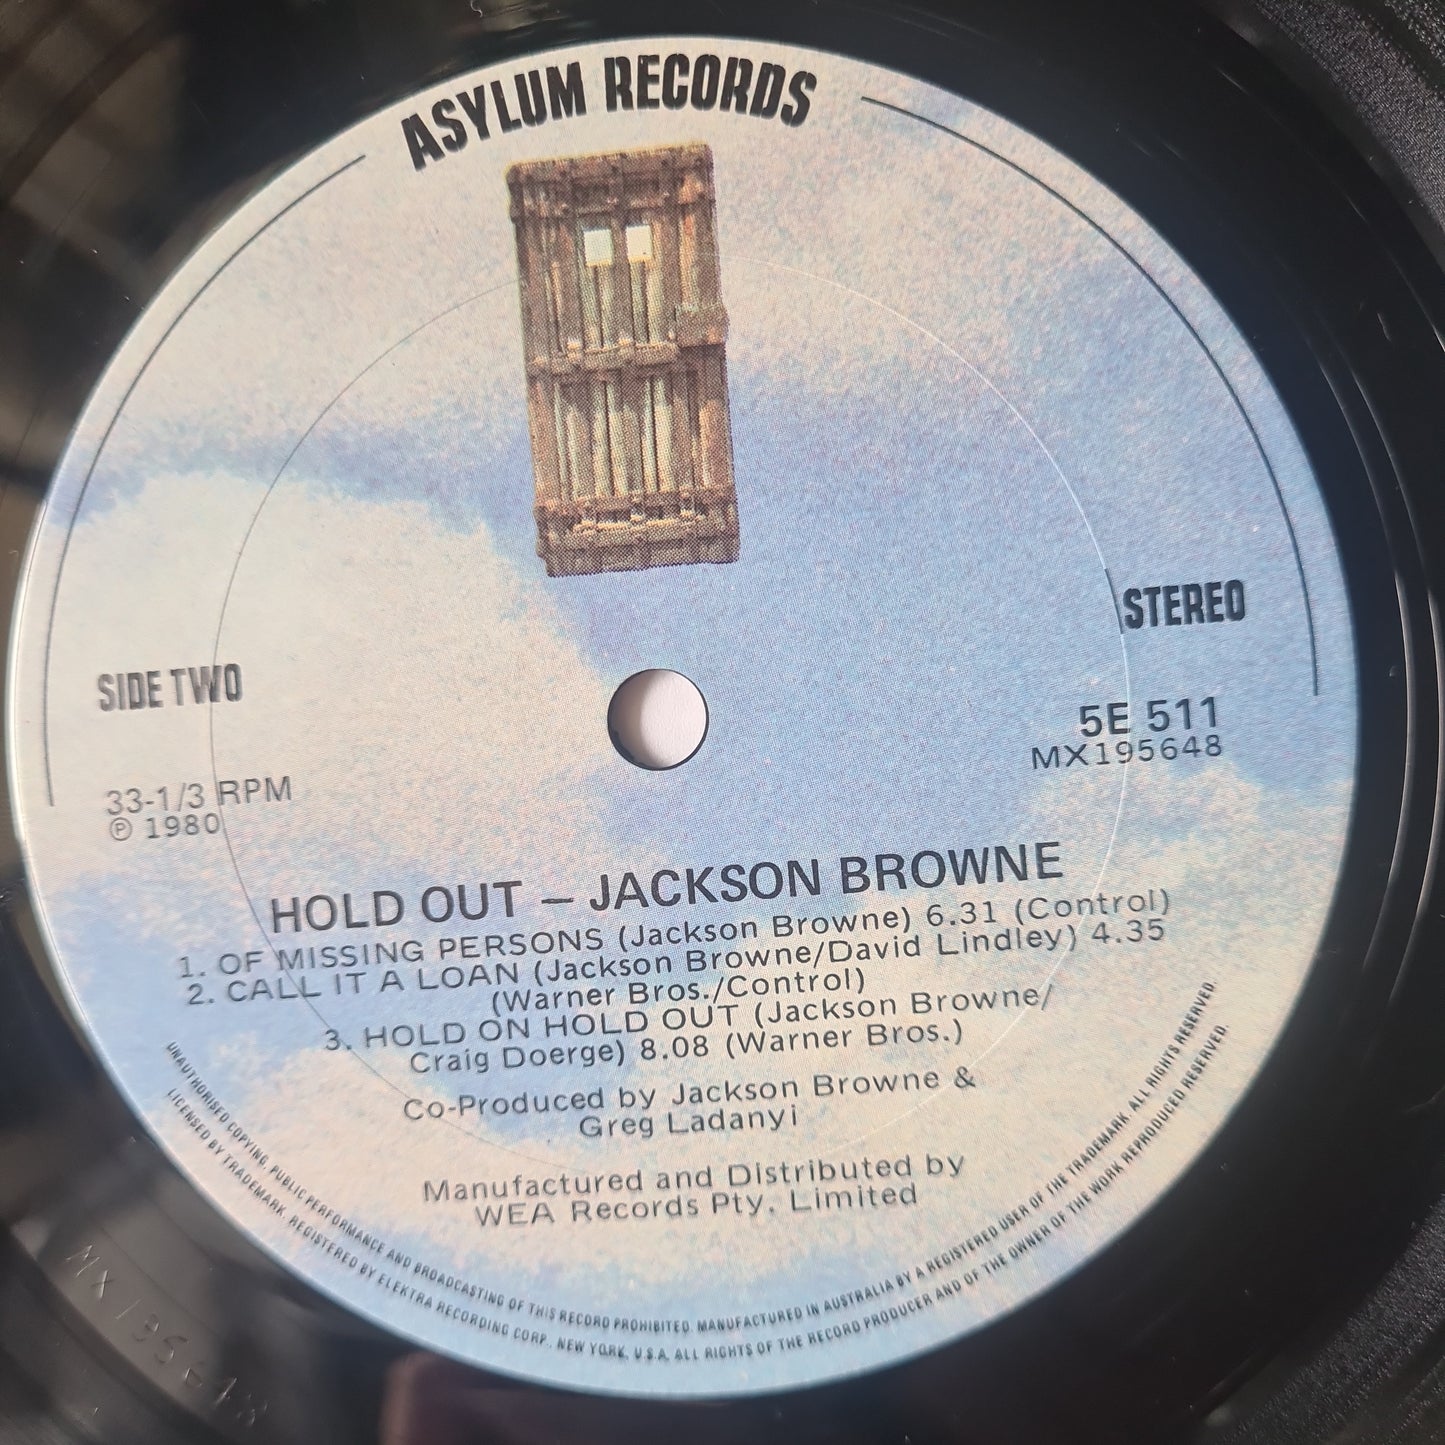 ASYLUM RECORDS
STEREO
SIDE TWO
5E 511
MX195648
33-1/3 RPM
℗ 1980
HOLD OUT – JACKSON BROWNE
1. OF MISSING PERSONS (Jackson Browne) 6.31 (Control)
2. CALL IT A LOAN (Jackson Browne/David Lindley) 4.35
(Warner Bros./Control)
3. HOLD ON HOLD OUT (Jackson Browne/
Craig Doerge) 8.08 (Warner Bros.)
Co-Produced by Jackson Browne &
Greg Ladanyi
Manufactured and Distributed by
WEA Records Pty. Limited
UNAUTHORISED COPYING, PUBLIC PERFORMANCE AND BROADCASTING OF THIS RECORD PROHIBITED. MANUFACTURED IN AUSTRALIA BY A REGISTERED USER OF THE TRADEMARK. ALL RIGHTS RESERVED.
LICENSED BY TRADEMARK. REGISTERED BY ELEKTRA RECORDING CORP., NEW YORK, U.S.A. ALL RIGHTS OF THE RECORD PRODUCER AND OF THE OWNER OF THE WORK REPRODUCED RESERVED.
MX 195648